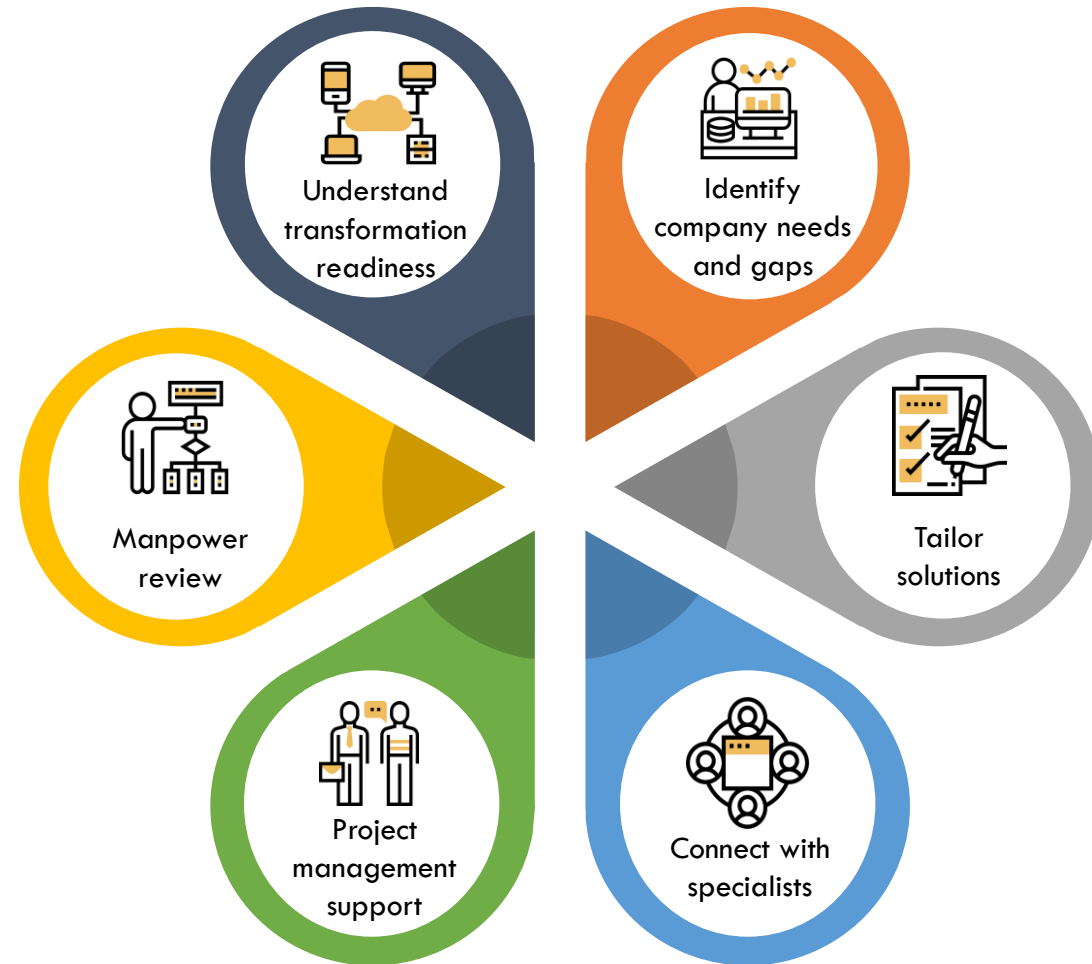 Understand
transformation
readiness
Identify
company needs
and gaps
Manpower
review
Tailor
solutions
Project
management
support
Connect with
specialists